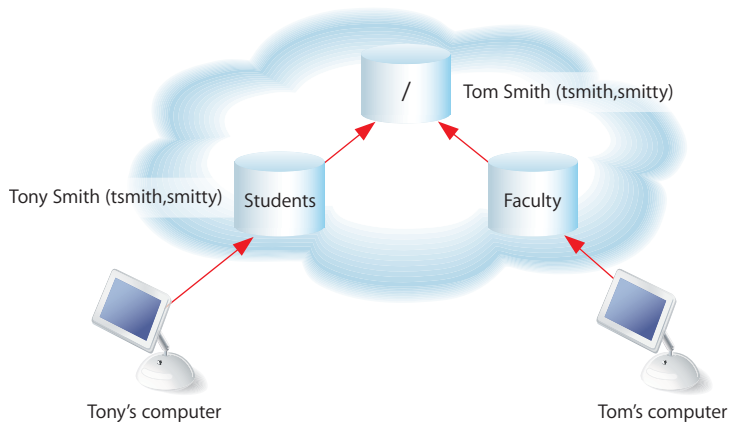 /
Tom Smith (tsmith,smitty)
Tony Smith (tsmith,smitty)
Students
Faculty
Tony's computer
Tom's computer